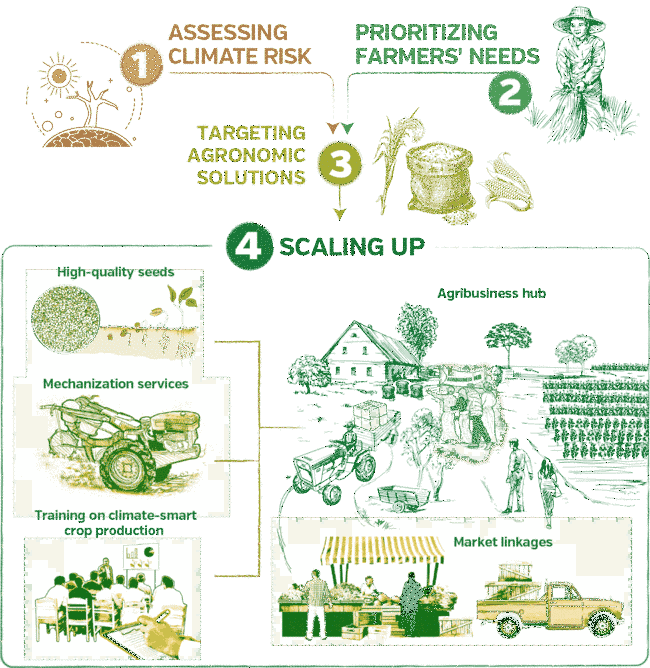 1
ASSESSING
CLIMATE RISK
PRIORITIZING
FARMERS' NEEDS
2
TARGETING
AGRONOMIC
SOLUTIONS
3
4 SCALING UP
High-quality seeds
Mechanization services
Training on climate-smart
crop production
Agribusiness hub
Market linkages